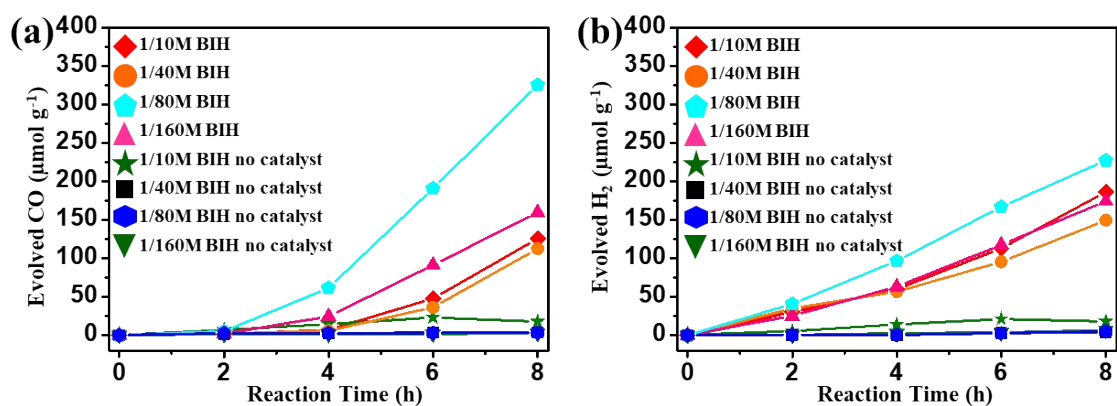 (a)
400
350
300
250
200
150
100
50
0
Evolved CO (μmol g⁻¹)
1/10M BIH
1/40M BIH
1/80M BIH
1/160M BIH
1/10M BIH no catalyst
1/40M BIH no catalyst
1/80M BIH no catalyst
1/160M BIH no catalyst
0 2 4 6 8
Reaction Time (h)
(b)
400
350
300
250
200
150
100
50
0
Evolved H₂ (μmol g⁻¹)
1/10M BIH
1/40M BIH
1/80M BIH
1/160M BIH
1/10M BIH no catalyst
1/40M BIH no catalyst
1/80M BIH no catalyst
1/160M BIH no catalyst
0 2 4 6 8
Reaction Time (h)